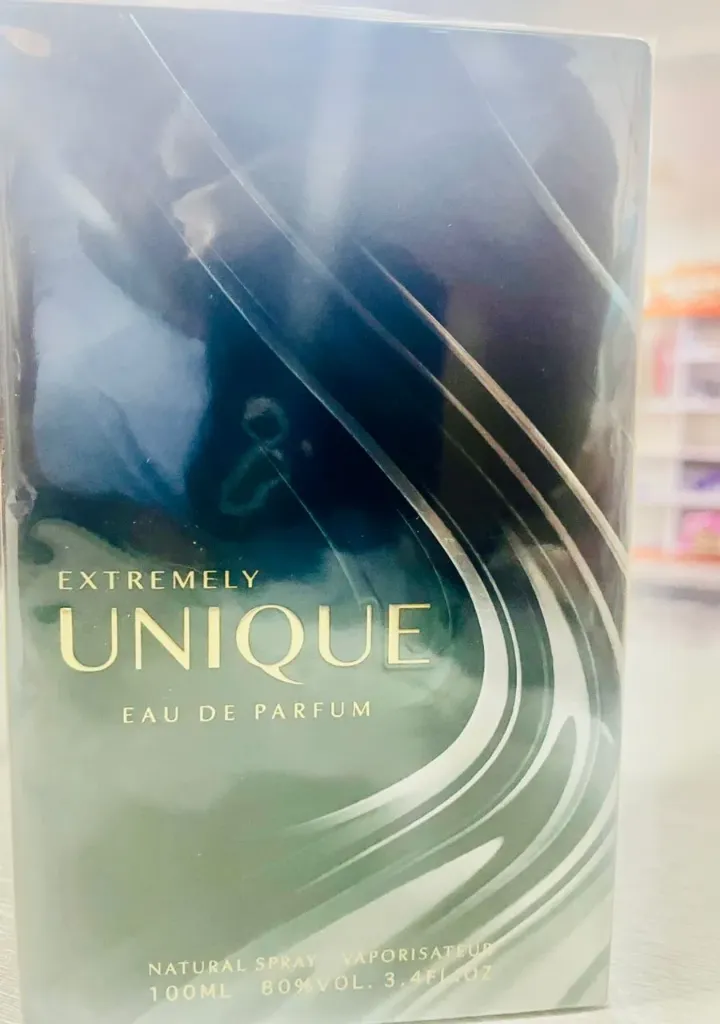 EXTREMELY
UNIQUE
EAU DE PARFUM
NATURAL SPRAY VAPORISATEUR
100ML 80%VOL. 3.4FL.OZ